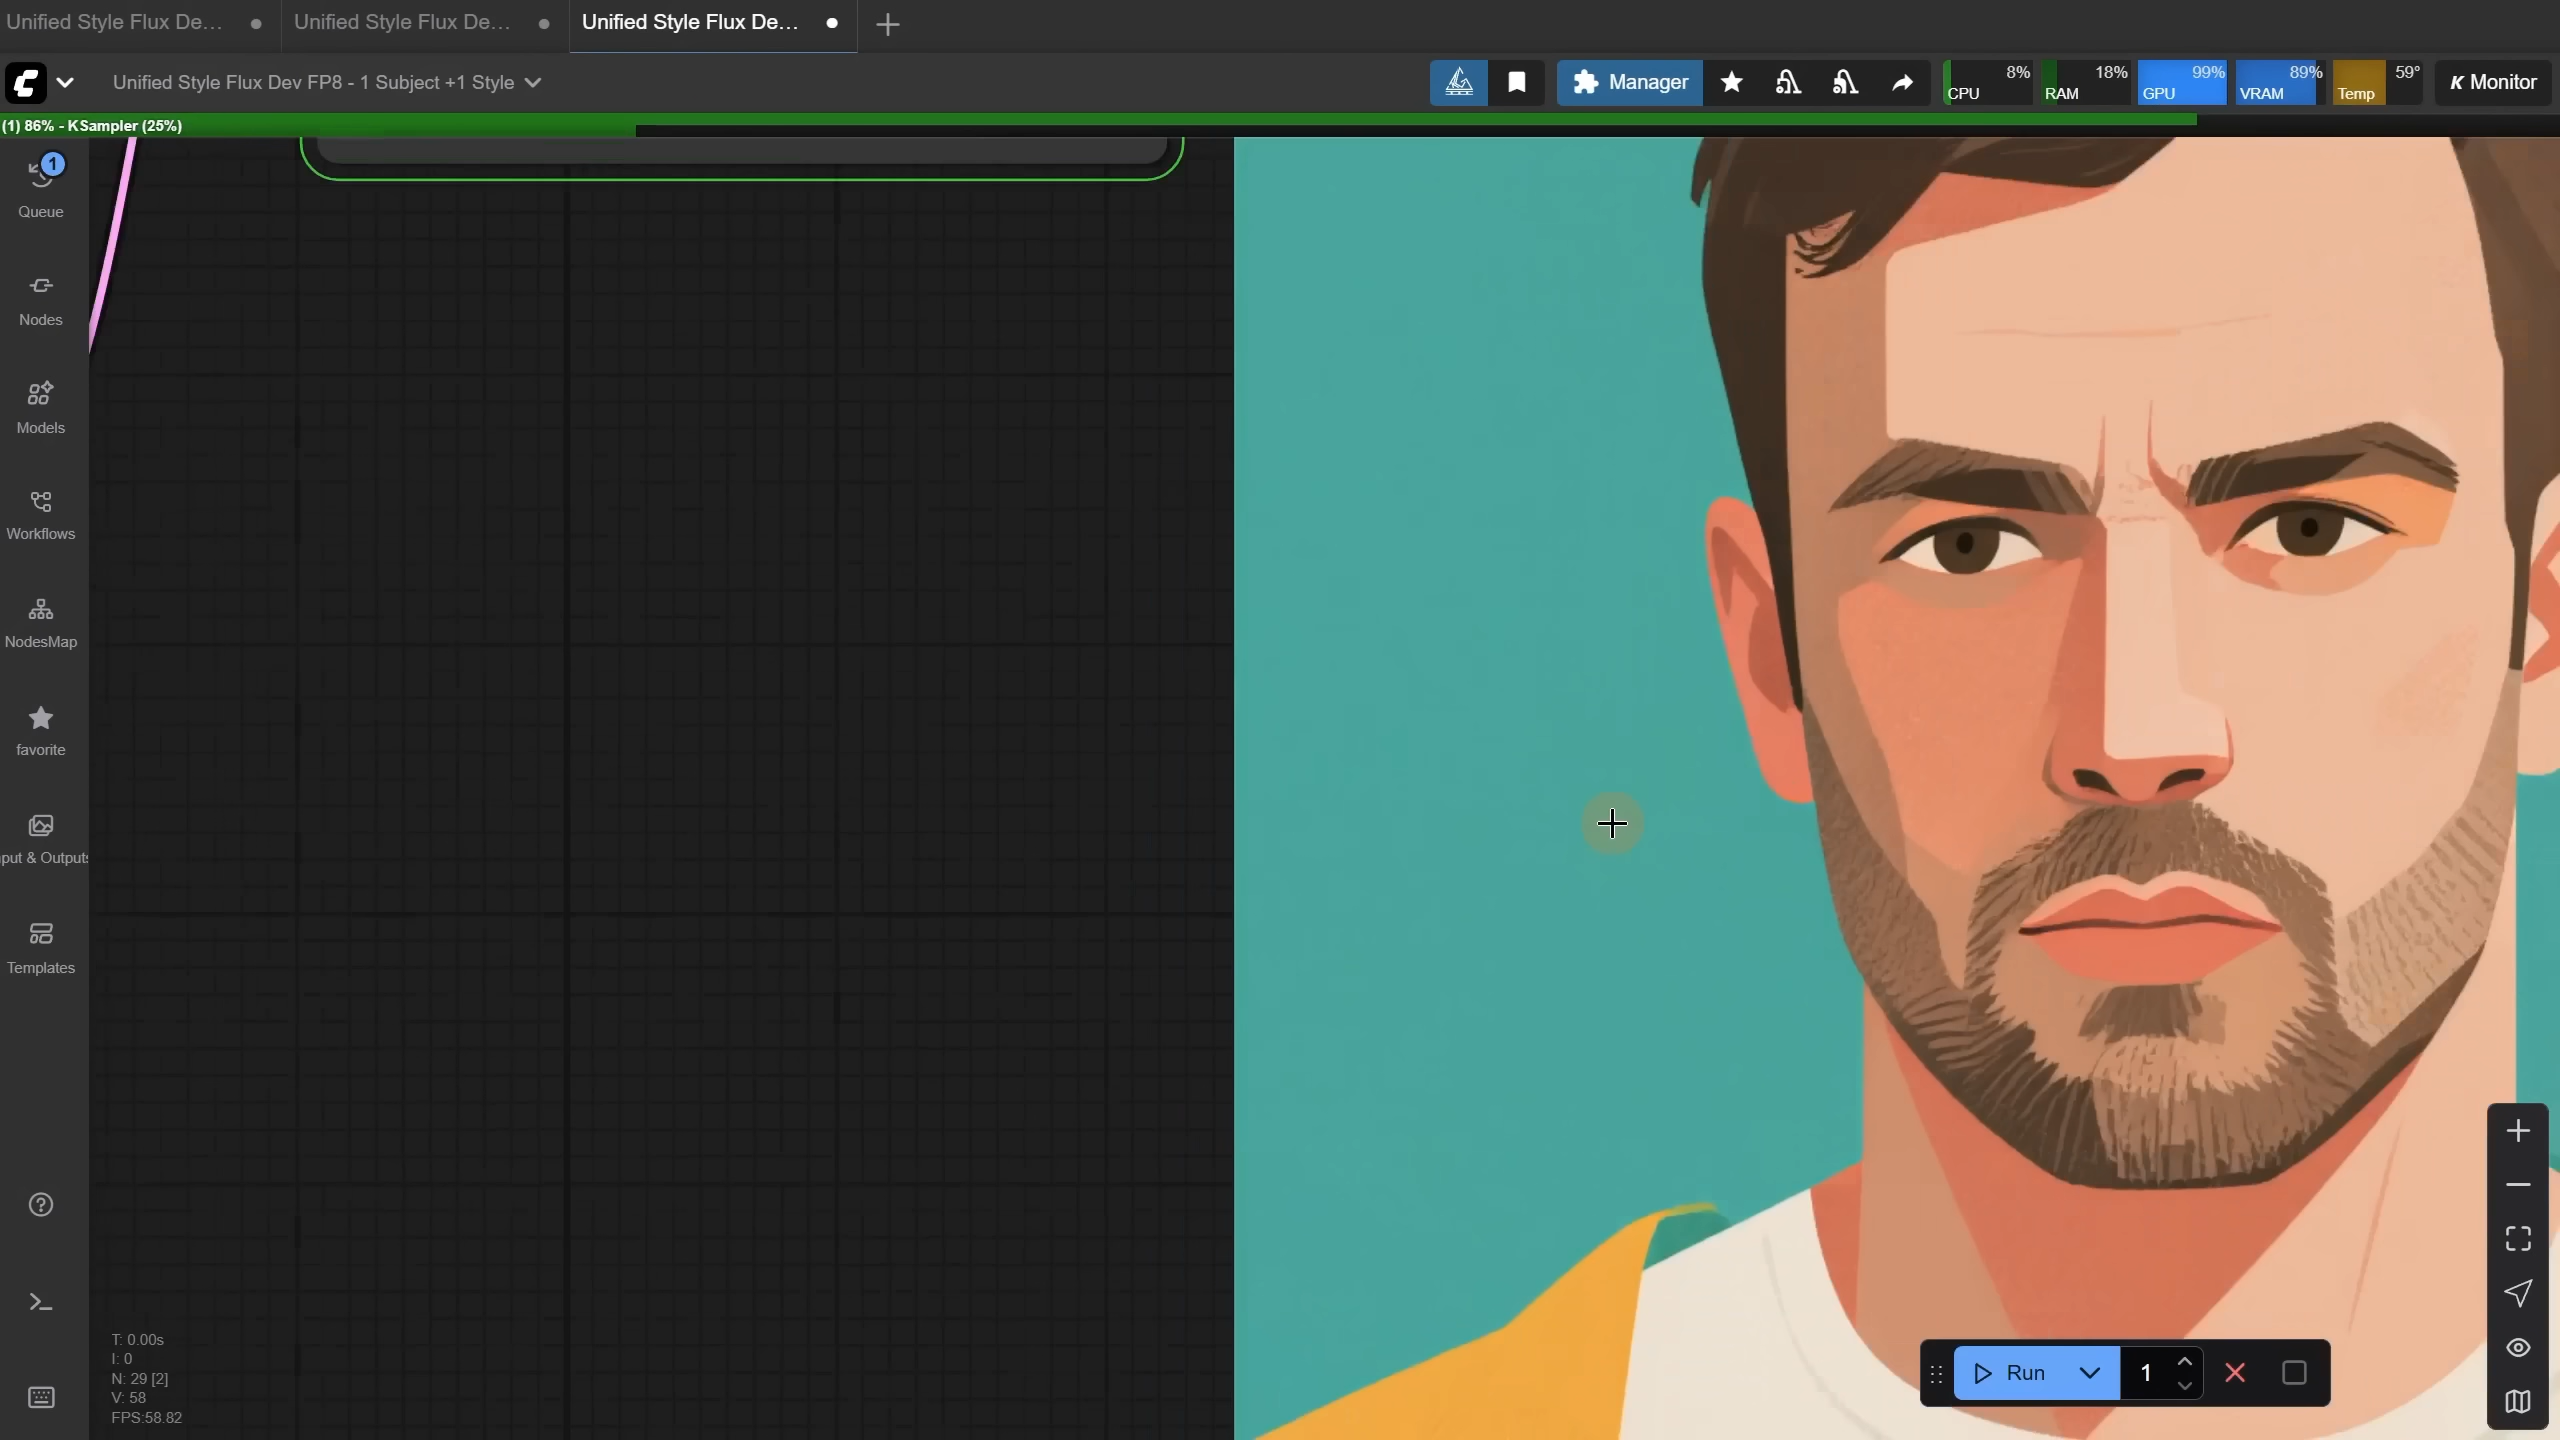 Unified Style Flux De...
Unified Style Flux De...
Unified Style Flux De...
Unified Style Flux Dev FP8 - 1 Subject +1 Style
Manager
8%
CPU
18%
RAM
99%
GPU
89%
VRAM
59°
Temp
K Monitor
(1) 86% - KSampler (25%)
1
Queue
Nodes
Models
Workflows
NodesMap
favorite
put & Output
Templates
T: 0.00s
I: 0
N: 29 [2]
V: 58
FPS:58.82
Run
1